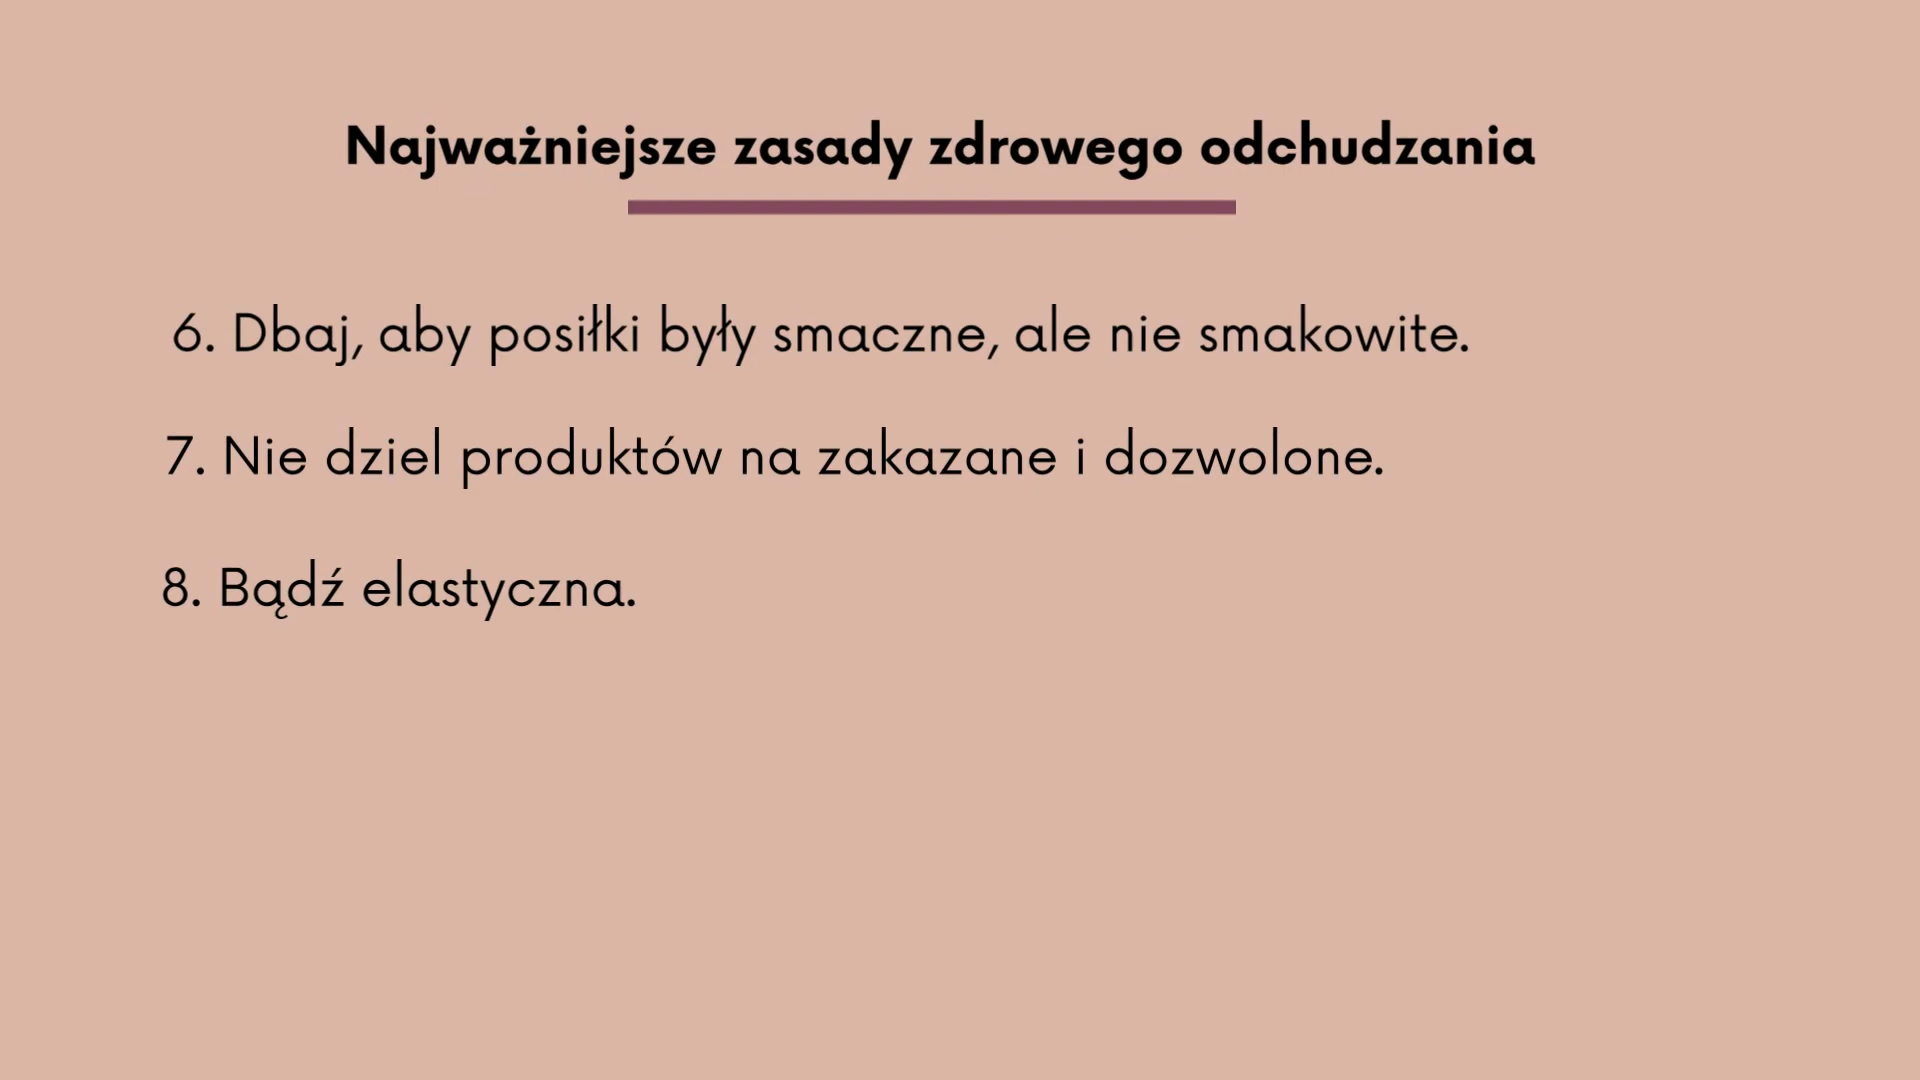 Najważniejsze zasady zdrowego odchudzania
6. Dbaj, aby posiłki były smaczne, ale nie smakowite.
7. Nie dziel produktów na zakazane i dozwolone.
8. Bądź elastyczna.